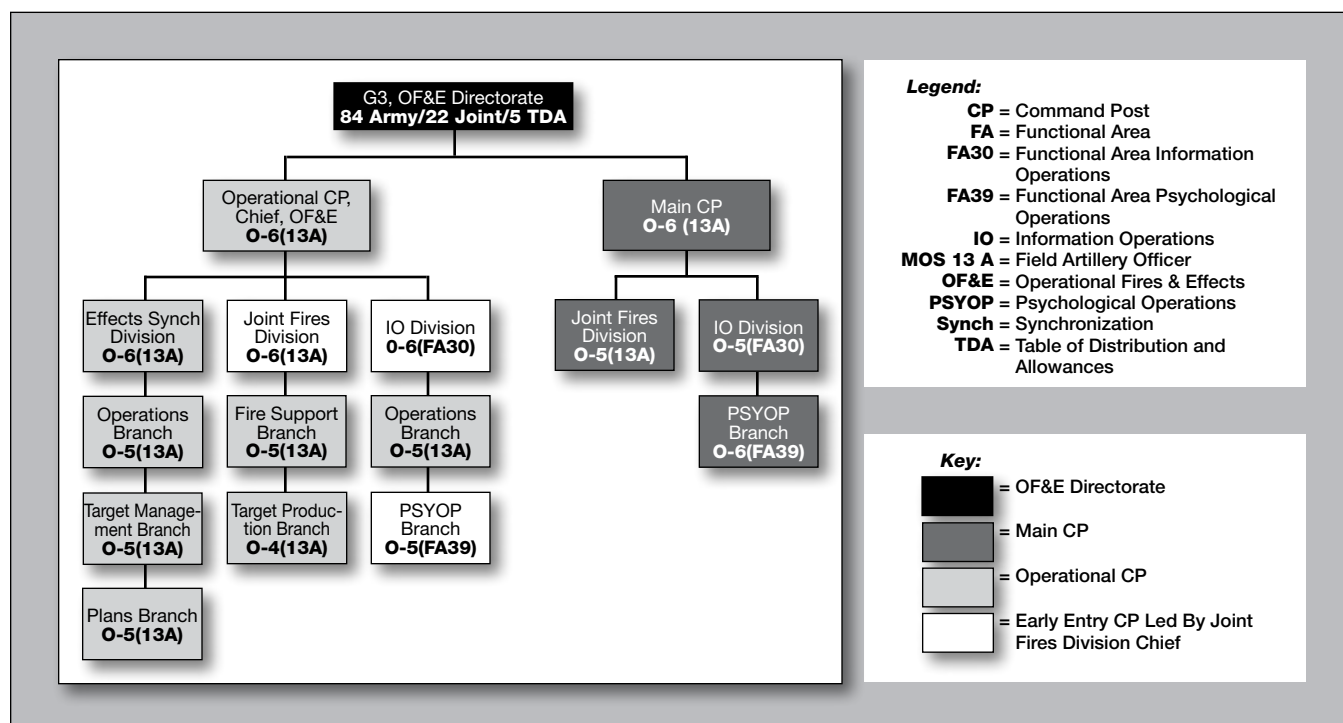 G3, OF&E Directorate
84 Army/22 Joint/5 TDA
Operational CP,
Chief, OF&E
O-6(13A)
Main CP
O-6 (13A)
Effects Synch
Division
O-6(13A)
Joint Fires
Division
O-6(13A)
IO Division
0-6(FA30)
Joint Fires
Division
O-5(13A)
IO Division
O-5(FA30)
Operations
Branch
O-5(13A)
Fire Support
Branch
O-5(13A)
Operations
Branch
O-5(13A)
PSYOP
Branch
O-6(FA39)
Target Manage-
ment Branch
O-5(13A)
Target Produc-
tion Branch
O-4(13A)
PSYOP
Branch
O-5(FA39)
Plans Branch
O-5(13A)
Legend:
CP = Command Post
FA = Functional Area
FA30 = Functional Area Information
Operations
FA39 = Functional Area Psychological
Operations
IO = Information Operations
MOS 13 A = Field Artillery Officer
OF&E = Operational Fires & Effects
PSYOP = Psychological Operations
Synch = Synchronization
TDA = Table of Distribution and
Allowances
Key:
= OF&E Directorate
= Main CP
= Operational CP
= Early Entry CP Led By Joint
Fires Division Chief